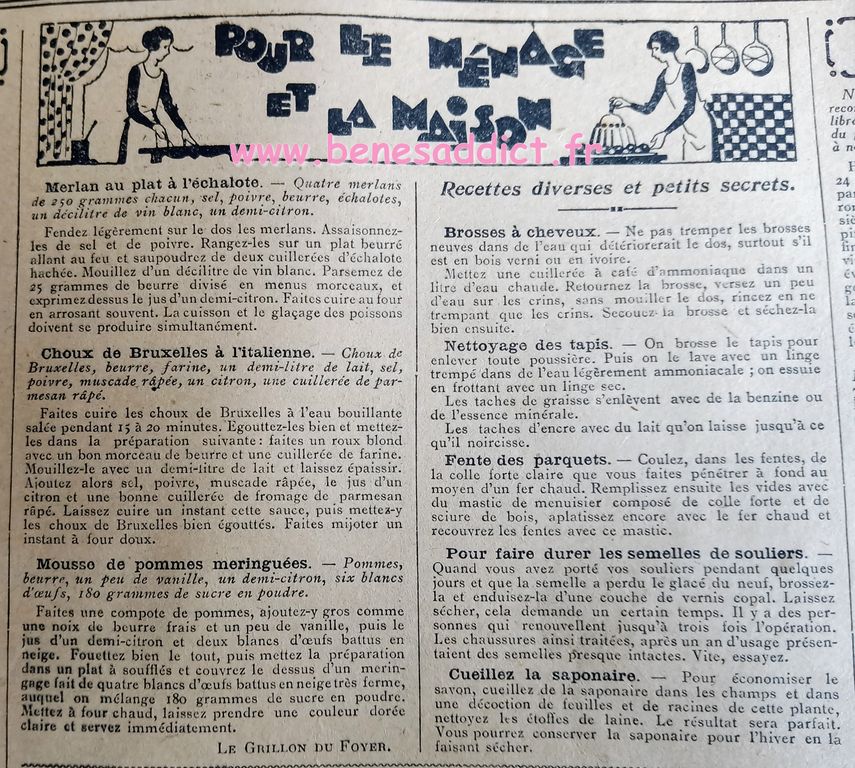 POUR LE MÉNAGE
ET LA MAISON
www.benesaddict.fr
Merlan au plat à l'échalote. — Quatre merlans
de 250 grammes chacun, sel, poivre, beurre, échalotes,
un décilitre de vin blanc, un demi-citron.
Fendez légèrement sur le dos les merlans. Assaisonnez-
les de sel et de poivre. Rangez-les sur un plat beurré
allant au feu et saupoudrez de deux cuillerées d'échalote
hachée. Mouillez d'un décilitre de vin blanc. Parsemez de
25 grammes de beurre divisé en menus morceaux, et
exprimez dessus le jus d'un demi-citron. Faites cuire au four
en arrosant souvent. La cuisson et le glaçage des poissons
doivent se produire simultanément.
Choux de Bruxelles à l'italienne. — Choux de
Bruxelles, beurre, farine, un demi-litre de lait, sel,
poivre, muscade râpée, un citron, une cuillerée de par-
mesan râpé.
Faites cuire les choux de Bruxelles à l'eau bouillante
salée pendant 15 à 20 minutes. Egouttez-les bien et mettez-
les dans la préparation suivante : faites un roux blond
avec un bon morceau de beurre et une cuillerée de farine.
Mouillez-le avec un demi-litre de lait et laissez épaissir.
Ajoutez alors sel, poivre, muscade râpée, le jus d'un
citron et une bonne cuillerée de fromage de parmesan
râpé. Laissez cuire un instant cette sauce, puis mettez-y
les choux de Bruxelles bien égouttés. Faites mijoter un
instant à four doux.
Mousse de pommes meringuées. — Pommes,
beurre, un peu de vanille, un demi-citron, six blancs
d'œufs, 180 grammes de sucre en poudre.
Faites une compote de pommes, ajoutez-y gros comme
une noix de beurre frais et un peu de vanille, puis le
jus d'un demi-citron et deux blancs d'œufs battus en
neige. Fouettez bien le tout, puis mettez la préparation
dans un plat à soufflés et couvrez le dessus d'un merin-
gage fait de quatre blancs d'œufs battus en neige très ferme,
auquel on mélange 180 grammes de sucre en poudre.
Mettez à four chaud, laissez prendre une couleur dorée
claire et servez immédiatement.
LE GRILLON DU FOYER.
Recettes diverses et petits secrets.
Brosses à cheveux. — Ne pas tremper les brosses
neuves dans de l'eau qui détériorerait le dos, surtout s'il
est en bois verni ou en ivoire.
Mettez une cuillerée à café d'ammoniaque dans un
litre d'eau chaude. Retournez la brosse, versez un peu
d'eau sur les crins, sans mouiller le dos, rincez en ne
trempant que les crins. Secouez la brosse et séchez-la
bien ensuite.
Nettoyage des tapis. — On brosse le tapis pour
enlever toute poussière. Puis on le lave avec un linge
trempé dans de l'eau légèrement ammoniacale ; on essuie
en frottant avec un linge sec.
Les taches de graisse s'enlèvent avec de la benzine ou
de l'essence minérale.
Les taches d'encre avec du lait qu'on laisse jusqu'à ce
qu'il noircisse.
Fente des parquets. — Coulez, dans les fentes, de
la colle forte claire que vous faites pénétrer à fond au
moyen d'un fer chaud. Remplissez ensuite les vides avec
du mastic de menuisier composé de colle forte et de
sciure de bois, aplatissez encore avec le fer chaud et
recouvrez les fentes avec ce mastic.
Pour faire durer les semelles de souliers. —
Quand vous avez porté vos souliers pendant quelques
jours et que la semelle a perdu le glacé du neuf, brossez-
la et enduisez-la d'une couche de vernis copal. Laissez
sécher, cela demande un certain temps. Il y a des per-
sonnes qui renouvellent jusqu'à trois fois l'opération.
Les chaussures ainsi traitées, après un an d'usage présen-
taient des semelles presque intactes. Vite, essayez.
Cueillez la saponaire. — Pour économiser le
savon, cueillez de la saponaire dans les champs et dans
une décoction de feuilles et de racines de cette plante,
nettoyez les étoffes de laine. Le résultat sera parfait.
Vous pourrez conserver la saponaire pour l'hiver en la
faisant sécher.